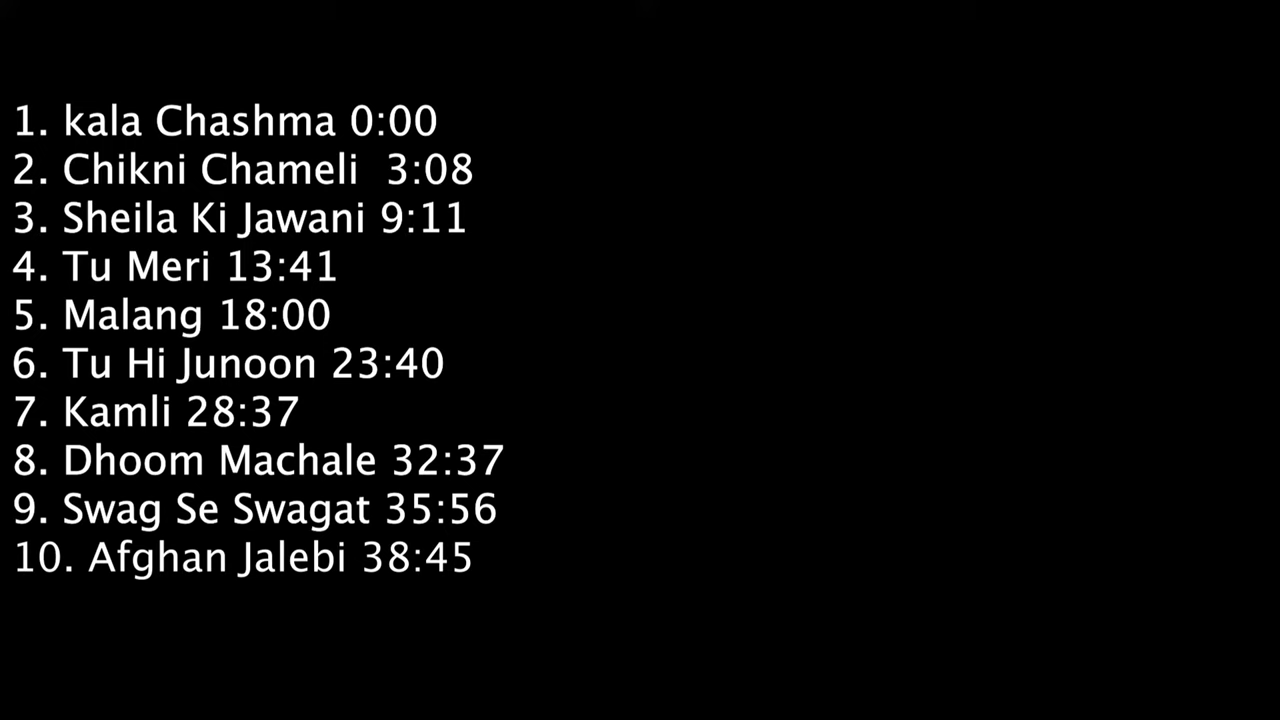 1. kala Chashma 0:00
2. Chikni Chameli  3:08
3. Sheila Ki Jawani 9:11
4. Tu Meri 13:41
5. Malang 18:00
6. Tu Hi Junoon 23:40
7. Kamli 28:37
8. Dhoom Machale 32:37
9. Swag Se Swagat 35:56
10. Afghan Jalebi 38:45